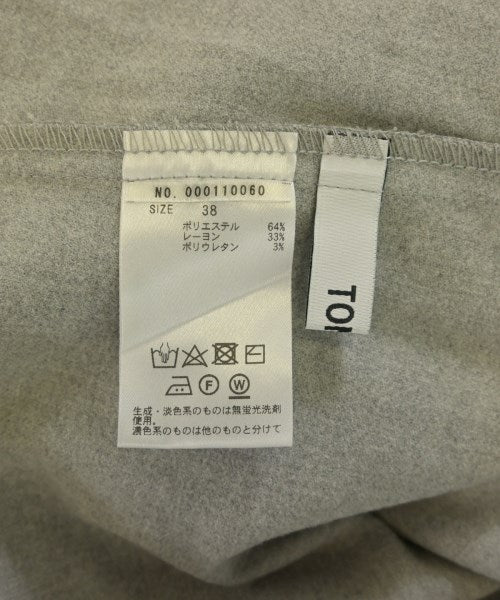 NO. 000110060
SIZE 38
ポリエステル 64%
レーヨン 33%
ポリウレタン 3%
F W
生成・淡色系のものは無蛍光洗剤
使用。
濃色系のものは他のものと分けて